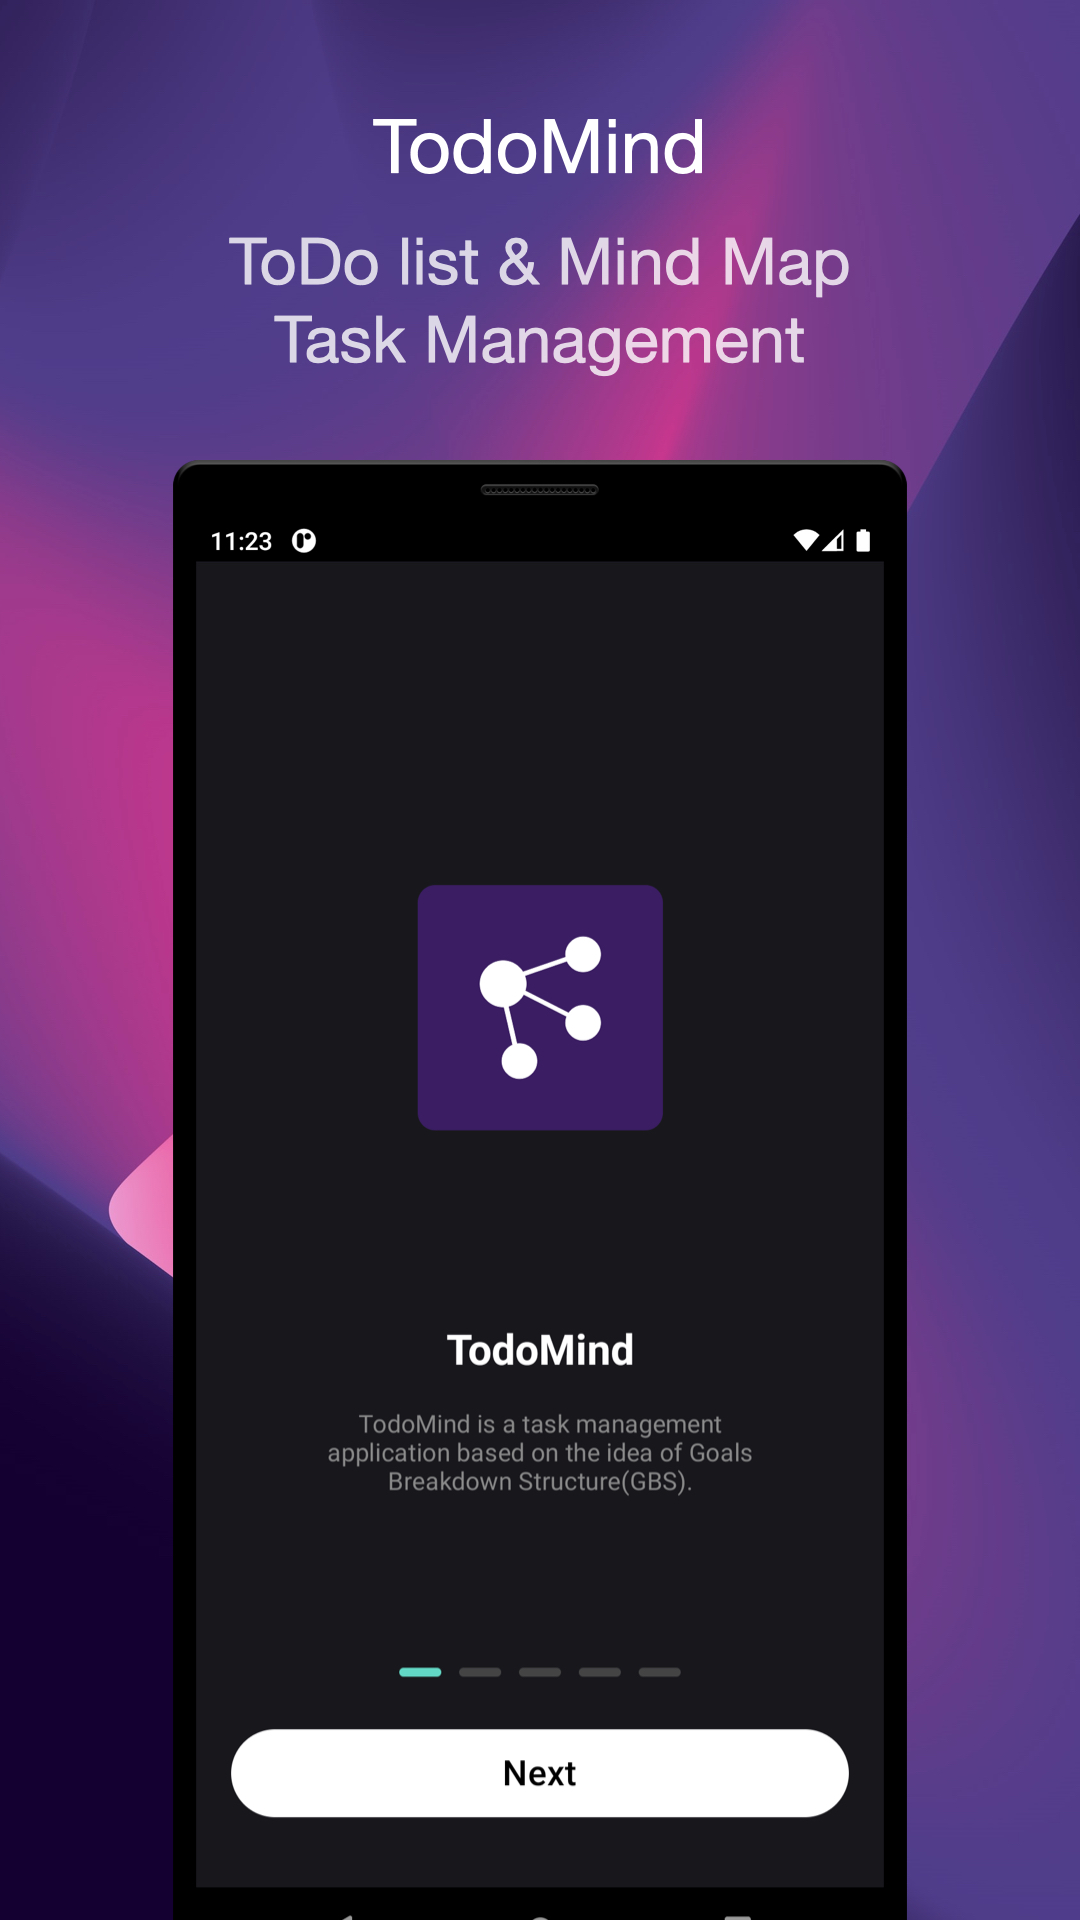 TodoMind
ToDo list & Mind Map
Task Management
11:23
TodoMind
TodoMind is a task management
application based on the idea of Goals
Breakdown Structure(GBS).
Next